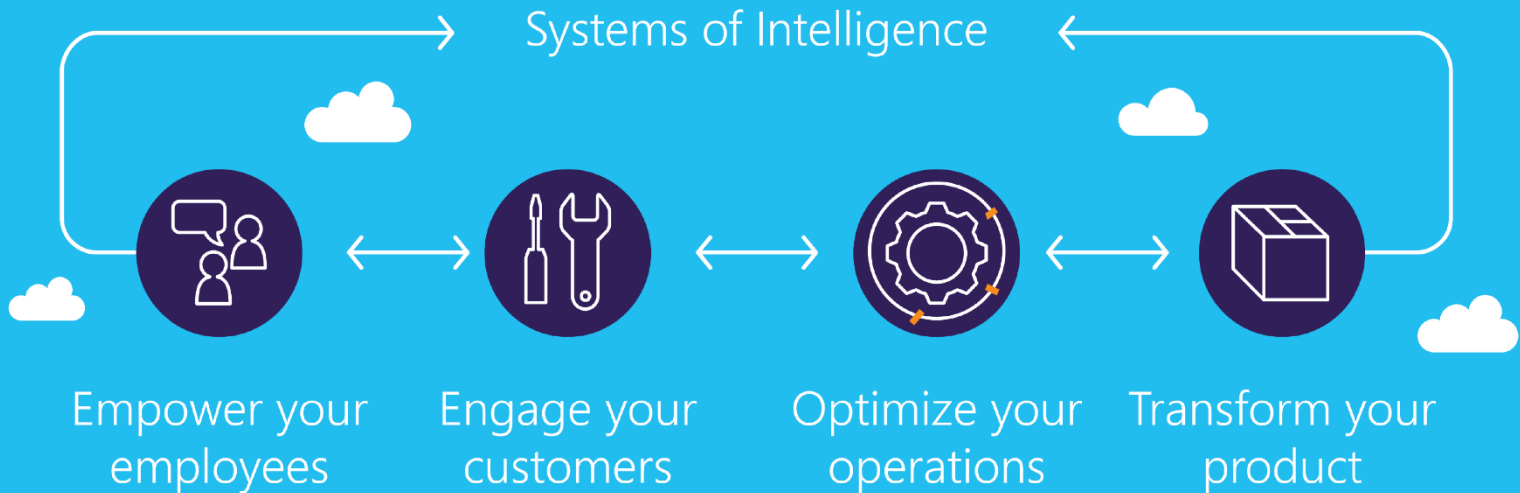 Systems of Intelligence
Empower your
employees
Engage your
customers
Optimize your
operations
Transform your
product